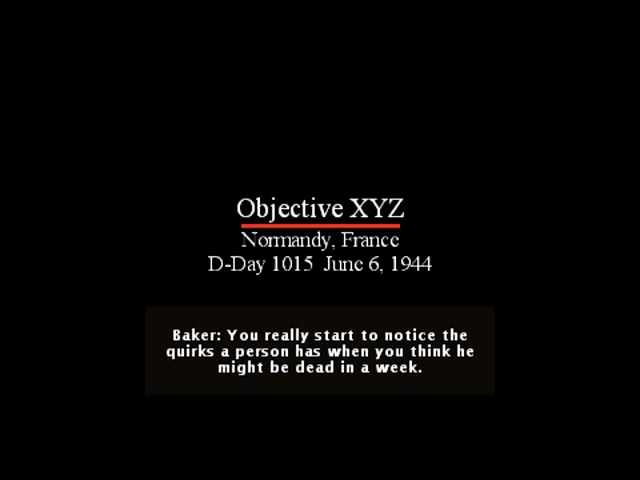 Objective XYZ
Normandy, France
D-Day 1015 June 6, 1944
Baker: You really start to notice the
quirks a person has when you think he
might be dead in a week.